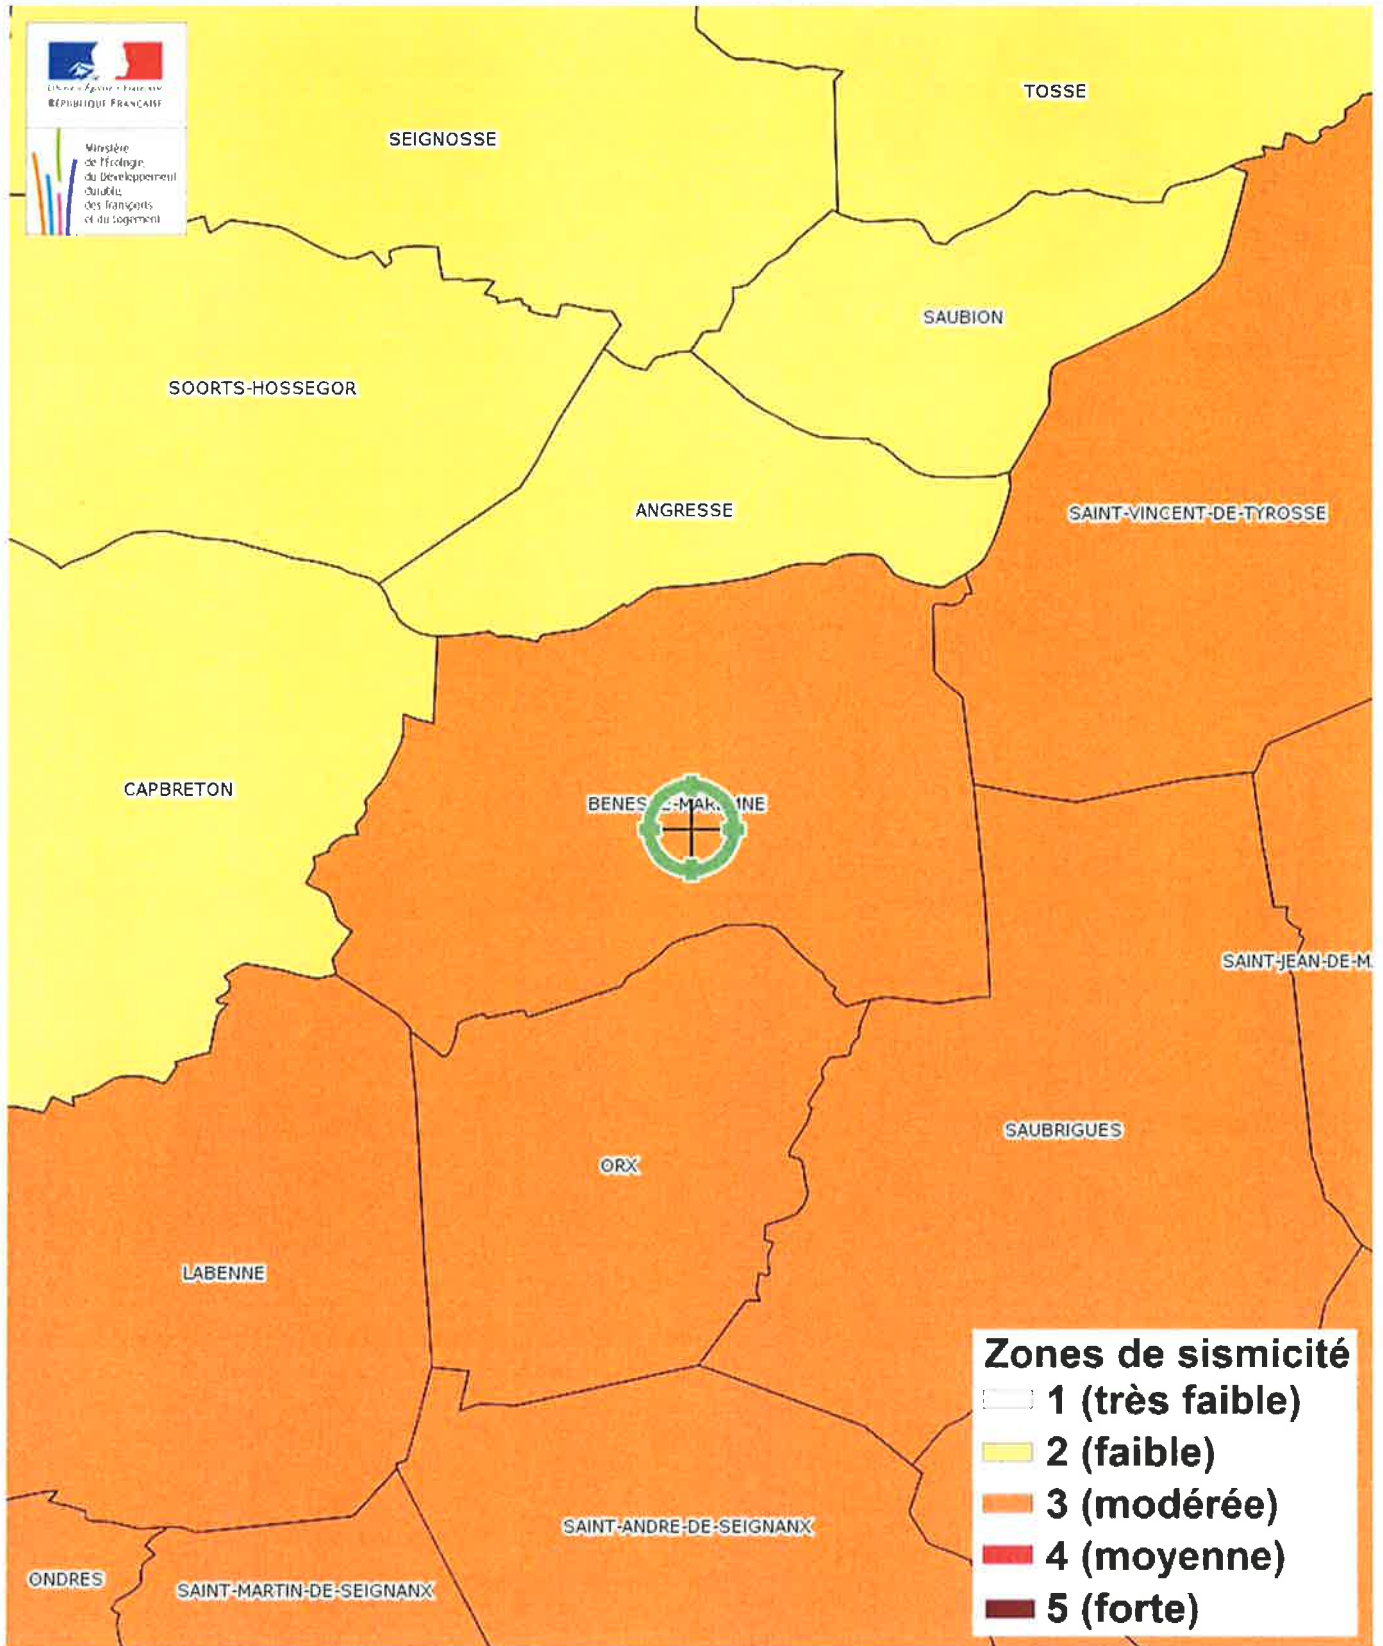 RÉPUBLIQUE FRANÇAISE
Ministère
de l'Écologie,
du Développement
durable,
des Transports
et du Logement
TOSSE
SEIGNOSSE
SAUBION
SOORTS-HOSSEGOR
ANGRESSE
SAINT-VINCENT-DE-TYROSSE
CAPBRETON
SAINT-JEAN-DE-M
SAUBRIGUES
ORX
LABENNE
SAINT-ANDRE-DE-SEIGNANX
ONDRES
SAINT-MARTIN-DE-SEIGNANX
Zones de sismicité
1 (très faible)
2 (faible)
3 (modérée)
4 (moyenne)
5 (forte)